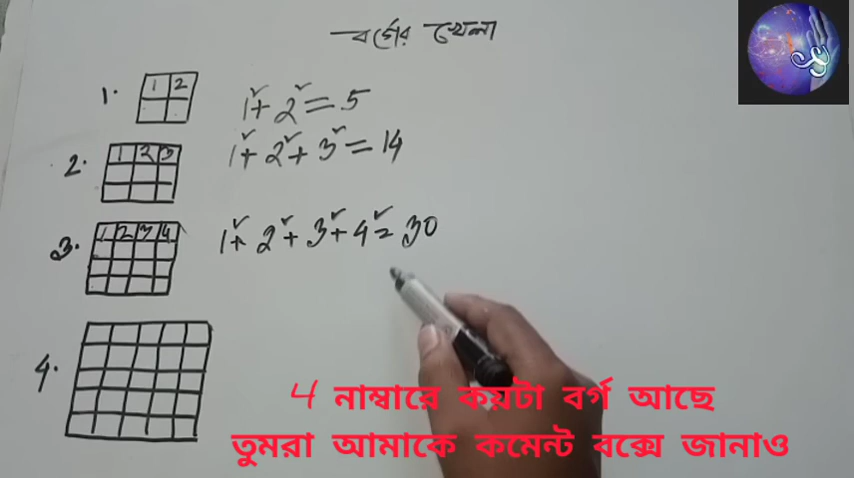 বর্গের খেলা
1. 1 2 1² + 2² = 5
2. 1 2 3 1² + 2² + 3² = 14
3. 1 2 3 4 1² + 2² + 3² + 4² = 30
4.
4 নাম্বারে কয়টা বর্গ আছে
তুমরা আমাকে কমেন্ট বক্সে জানাও